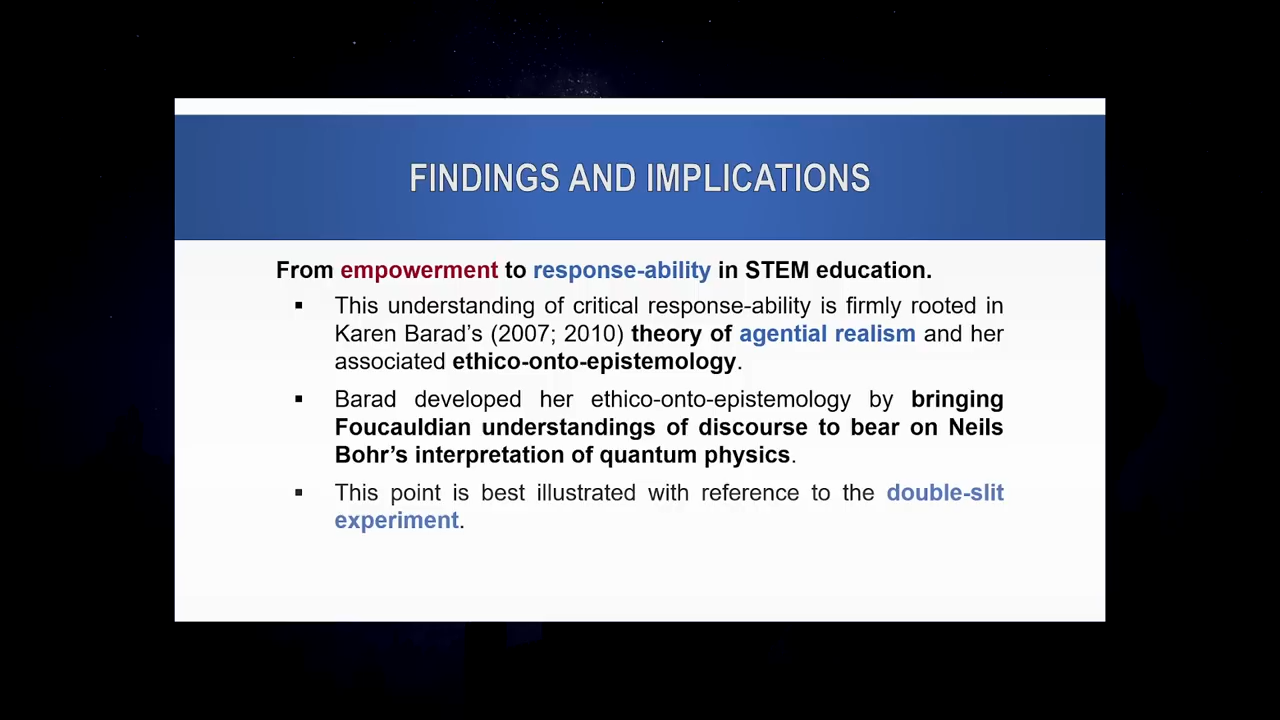 FINDINGS AND IMPLICATIONS
From empowerment to response-ability in STEM education.
▪ This understanding of critical response-ability is firmly rooted in
Karen Barad’s (2007; 2010) theory of agential realism and her
associated ethico-onto-epistemology.
▪ Barad developed her ethico-onto-epistemology by bringing
Foucauldian understandings of discourse to bear on Neils
Bohr’s interpretation of quantum physics.
▪ This point is best illustrated with reference to the double-slit
experiment.